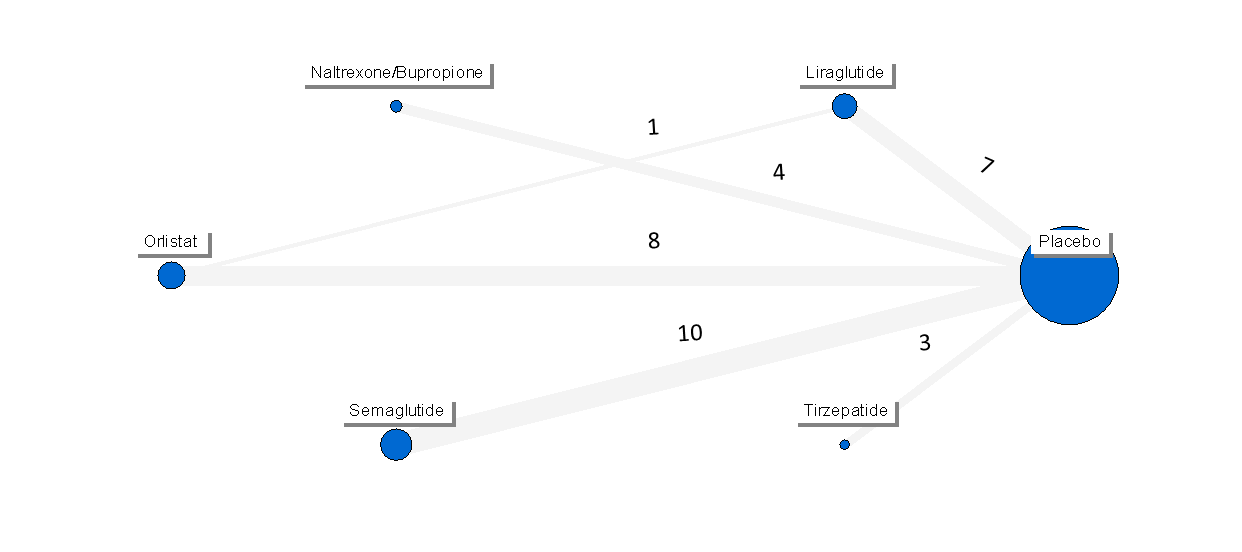 Naltrexone/Bupropione
Liraglutide
1
4
7
Orlistat
8
Placebo
10
3
Semaglutide
Tirzepatide